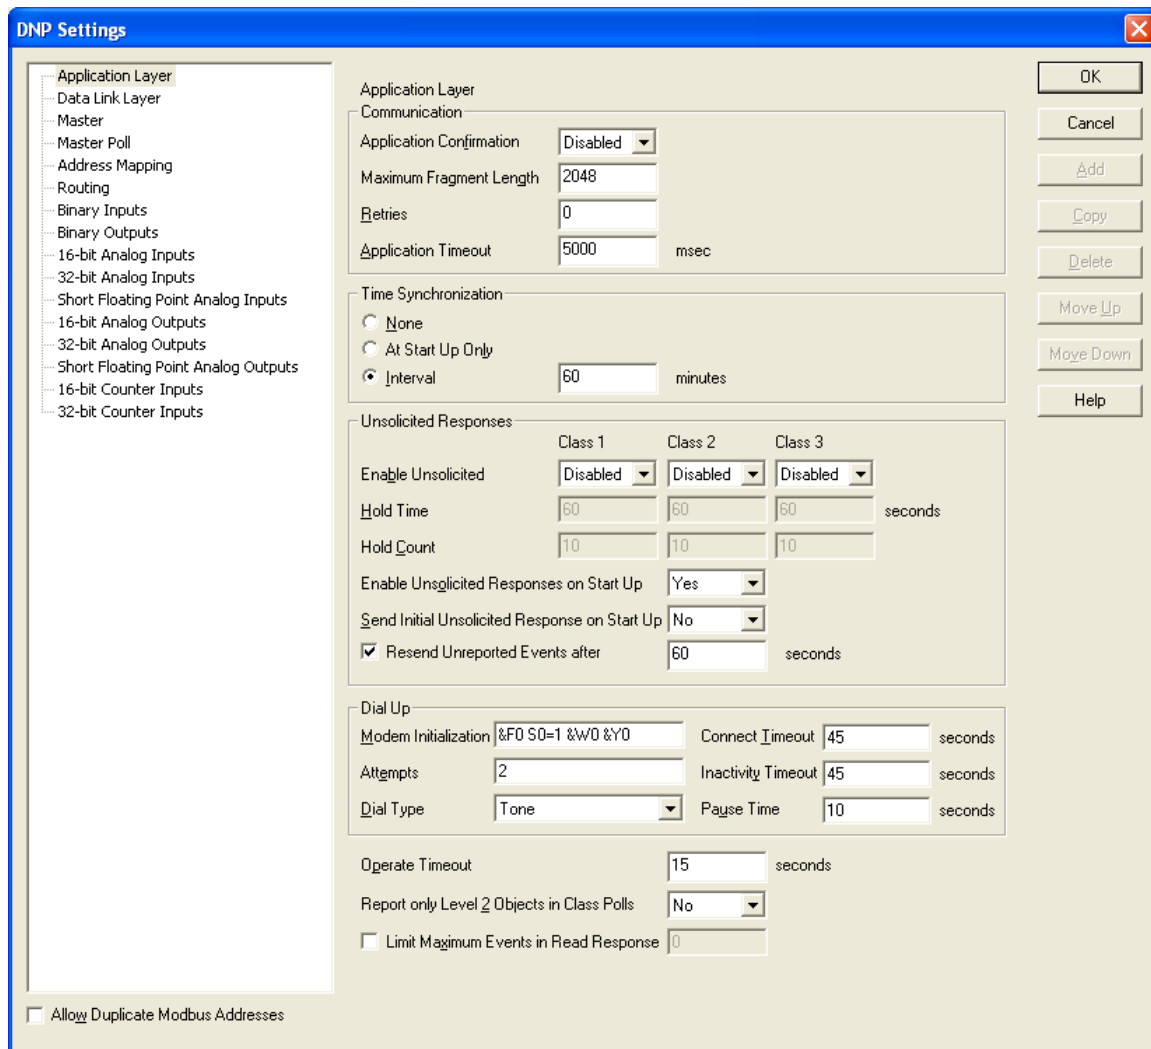 DNP Settings
Application Layer
Data Link Layer
Master
Master Poll
Address Mapping
Routing
Binary Inputs
Binary Outputs
16-bit Analog Inputs
32-bit Analog Inputs
Short Floating Point Analog Inputs
16-bit Analog Outputs
32-bit Analog Outputs
Short Floating Point Analog Outputs
16-bit Counter Inputs
32-bit Counter Inputs
Allow Duplicate Modbus Addresses
Application Layer
Communication
Application Confirmation Disabled
Maximum Fragment Length 2048
Retries 0
Application Timeout 5000 msec
Time Synchronization
None
At Start Up Only
Interval 60 minutes
Unsolicited Responses
Class 1 Class 2 Class 3
Enable Unsolicited Disabled Disabled Disabled
Hold Time 60 60 60 seconds
Hold Count 10 10 10
Enable Unsolicited Responses on Start Up Yes
Send Initial Unsolicited Response on Start Up No
Resend Unreported Events after 60 seconds
Dial Up
Modem Initialization &F0 S0=1 &W0 &Y0 Connect Timeout 45 seconds
Attempts 2 Inactivity Timeout 45 seconds
Dial Type Tone Pause Time 10 seconds
Operate Timeout 15 seconds
Report only Level 2 Objects in Class Polls No
Limit Maximum Events in Read Response 0
OK
Cancel
Add
Copy
Delete
Move Up
Move Down
Help